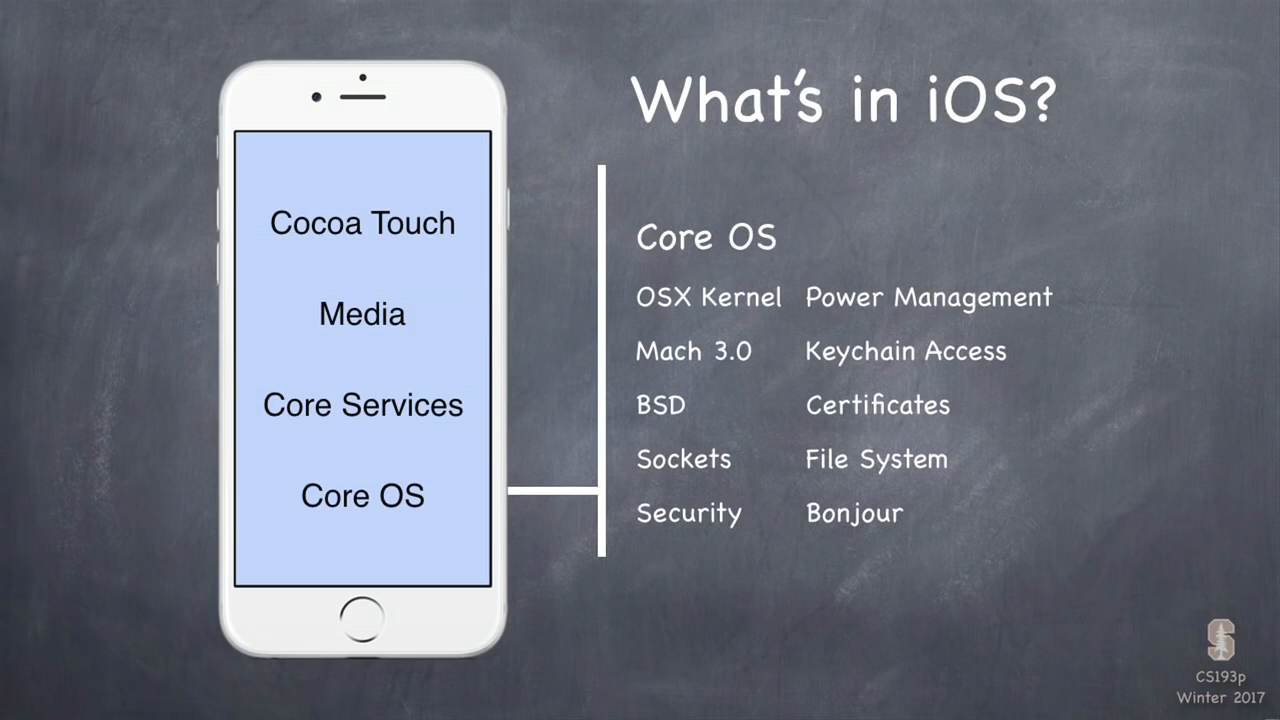 What's in iOS?
Cocoa Touch
Media
Core Services
Core OS
Core OS
OSX Kernel Power Management
Mach 3.0 Keychain Access
BSD Certificates
Sockets File System
Security Bonjour
S
CS193p
Winter 2017